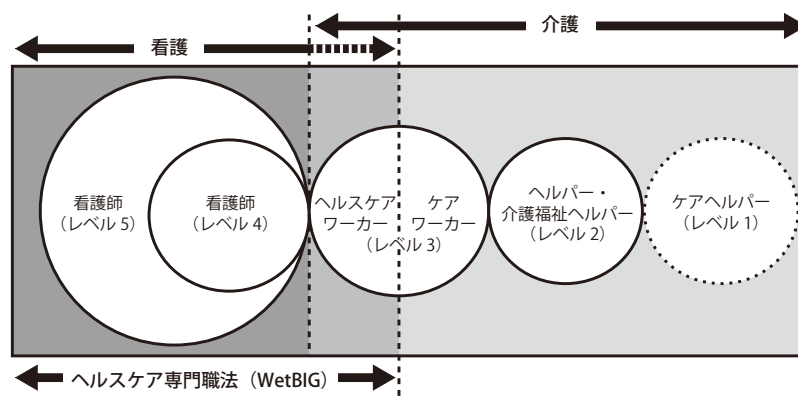 看護
介護
看護師
（レベル 5）
看護師
（レベル 4）
ヘルスケア
ワーカー
ケア
ワーカー
（レベル 3）
ヘルパー・
介護福祉ヘルパー
（レベル 2）
ケアヘルパー
（レベル 1）
ヘルスケア専門職法（WetBIG）